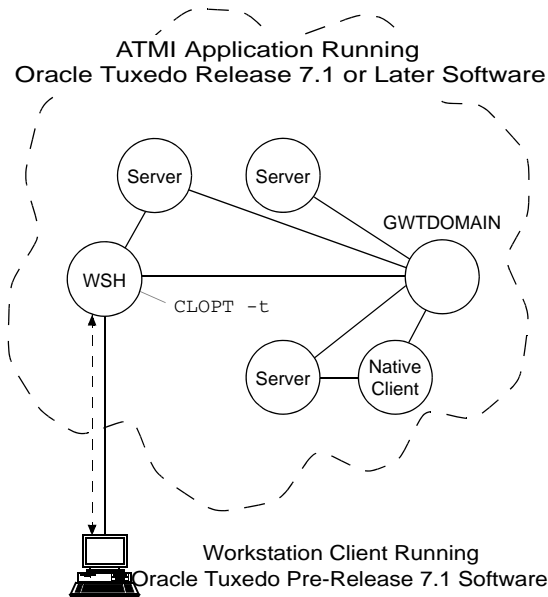 ATMI Application Running
Oracle Tuxedo Release 7.1 or Later Software
Server
Server
GWTDOMAIN
WSH
CLOPT -t
Server
Native
Client
Workstation Client Running
Oracle Tuxedo Pre-Release 7.1 Software